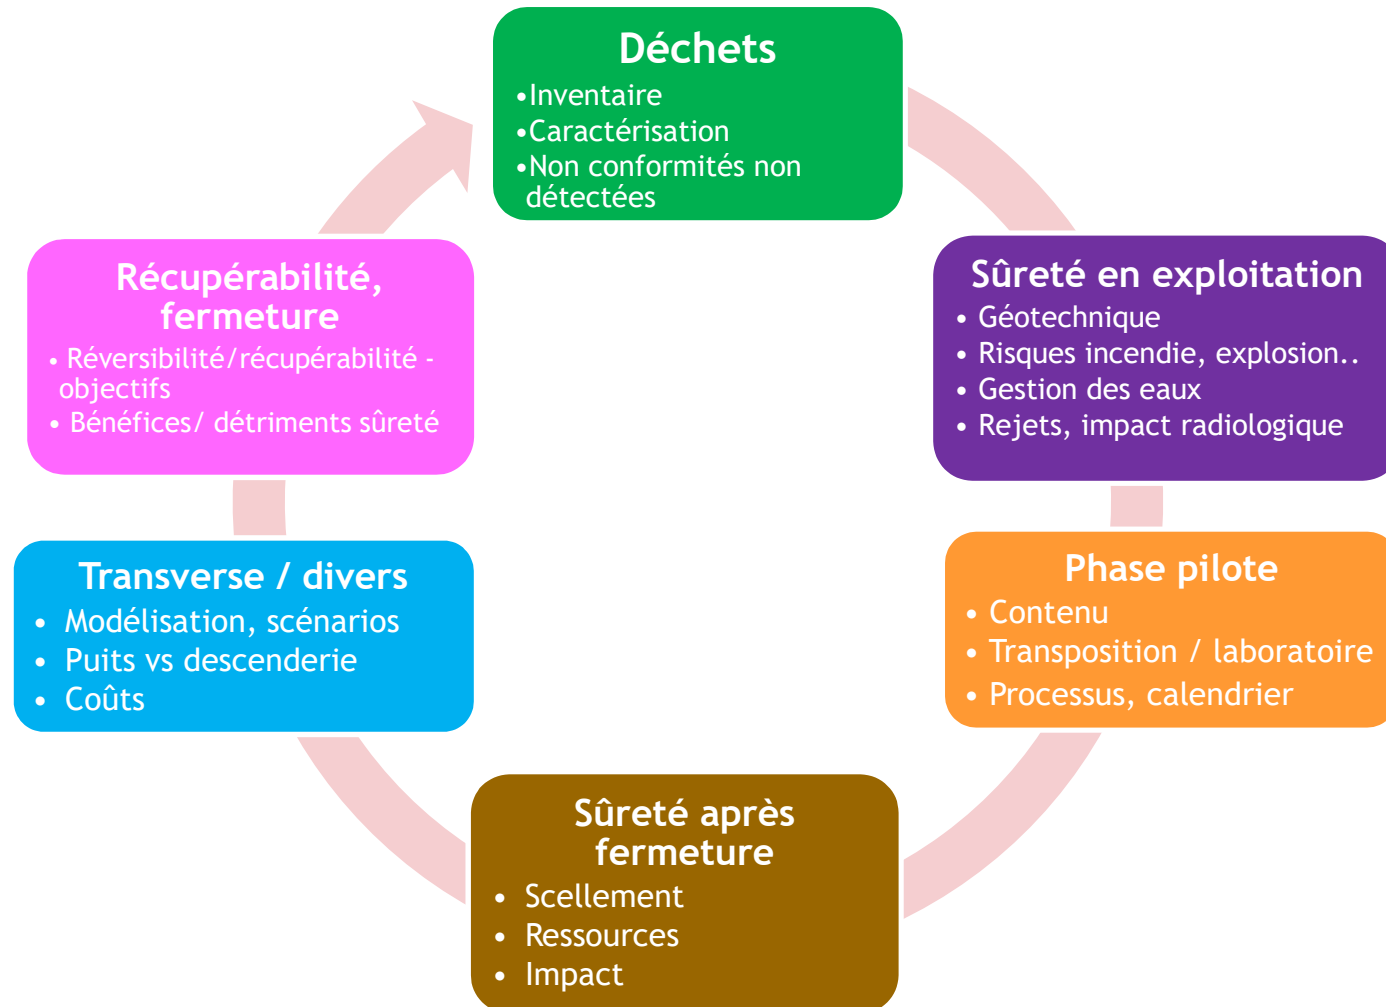 Déchets
•Inventaire
•Caractérisation
•Non conformités non
détectées
Sûreté en exploitation
• Géotechnique
• Risques incendie, explosion..
• Gestion des eaux
• Rejets, impact radiologique
Phase pilote
• Contenu
• Transposition / laboratoire
• Processus, calendrier
Sûreté après
fermeture
• Scellement
• Ressources
• Impact
Transverse / divers
• Modélisation, scénarios
• Puits vs descenderie
• Coûts
Récupérabilité,
fermeture
• Réversibilité/récupérabilité -
objectifs
• Bénéfices/ détriments sûreté